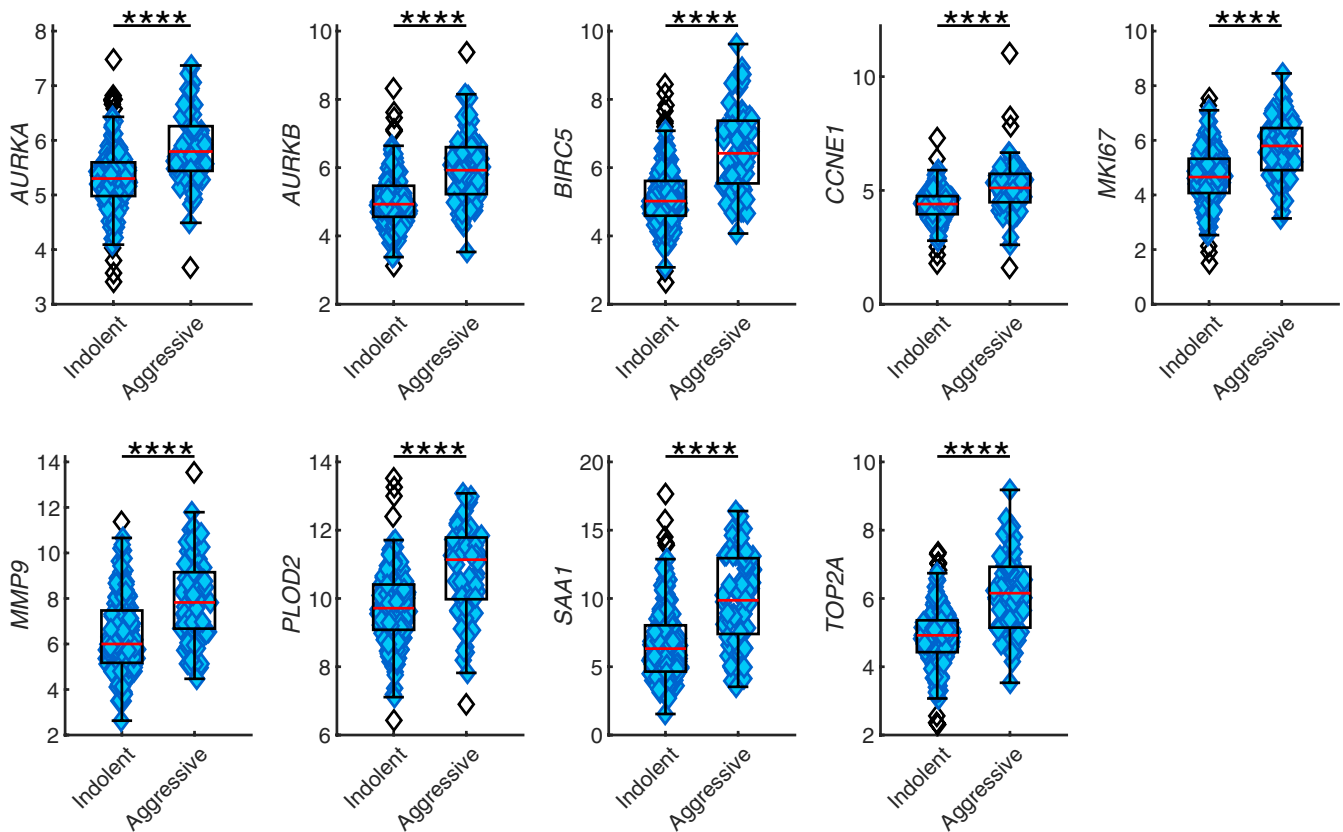 ****
8
7
6
5
4
3
AURKA
Indolent
Aggressive
****
10
8
6
4
2
AURKB
Indolent
Aggressive
****
10
8
6
4
2
BIRC5
Indolent
Aggressive
****
10
5
0
CCNE1
Indolent
Aggressive
****
10
8
6
4
2
0
MKI67
Indolent
Aggressive
****
14
12
10
8
6
4
2
MMP9
Indolent
Aggressive
****
14
12
10
8
6
PLOD2
Indolent
Aggressive
****
20
15
10
5
0
SAA1
Indolent
Aggressive
****
10
8
6
4
2
TOP2A
Indolent
Aggressive